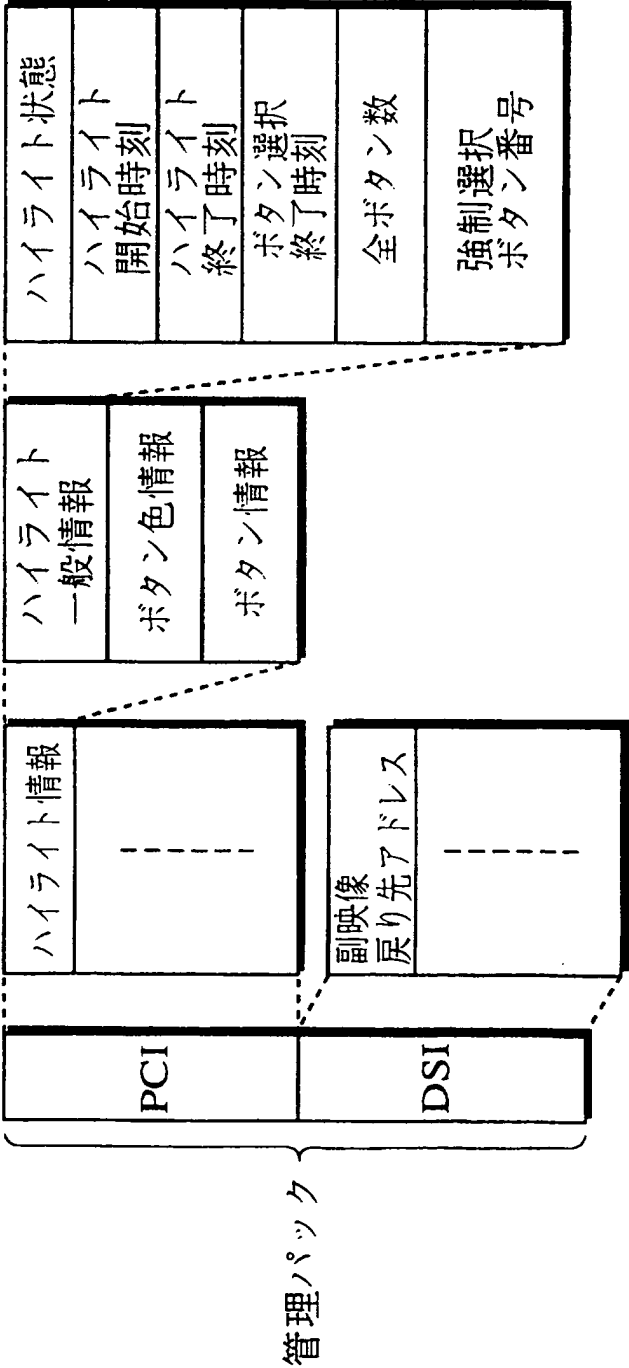 管理パック
PCI
DSI
ハイライト情報
副映像
戻り先アドレス
ハイライト
一般情報
ボタン色情報
ボタン情報
ハイライト状態
ハイライト
開始時刻
ハイライト
終了時刻
ボタン選択
終了時刻
全ボタン数
強制選択
ボタン番号